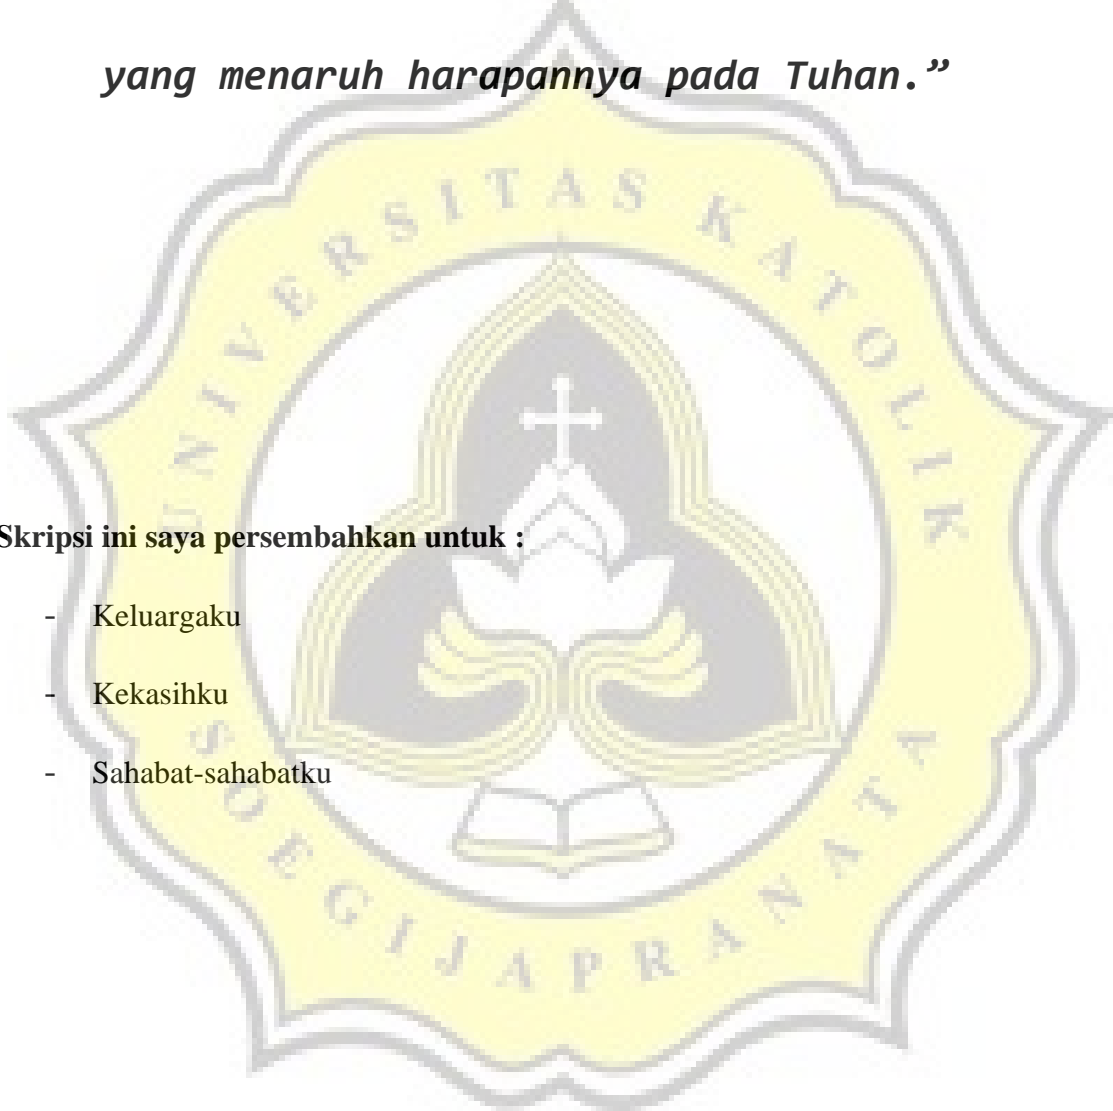 yang menaruh harapannya pada Tuhan.”
UNIVERSITAS KATOLIK
Skripsi ini saya persembahkan untuk :
- Keluargaku
- Kekasihku
- Sahabat-sahabatku
SOEGIJAPRANATA